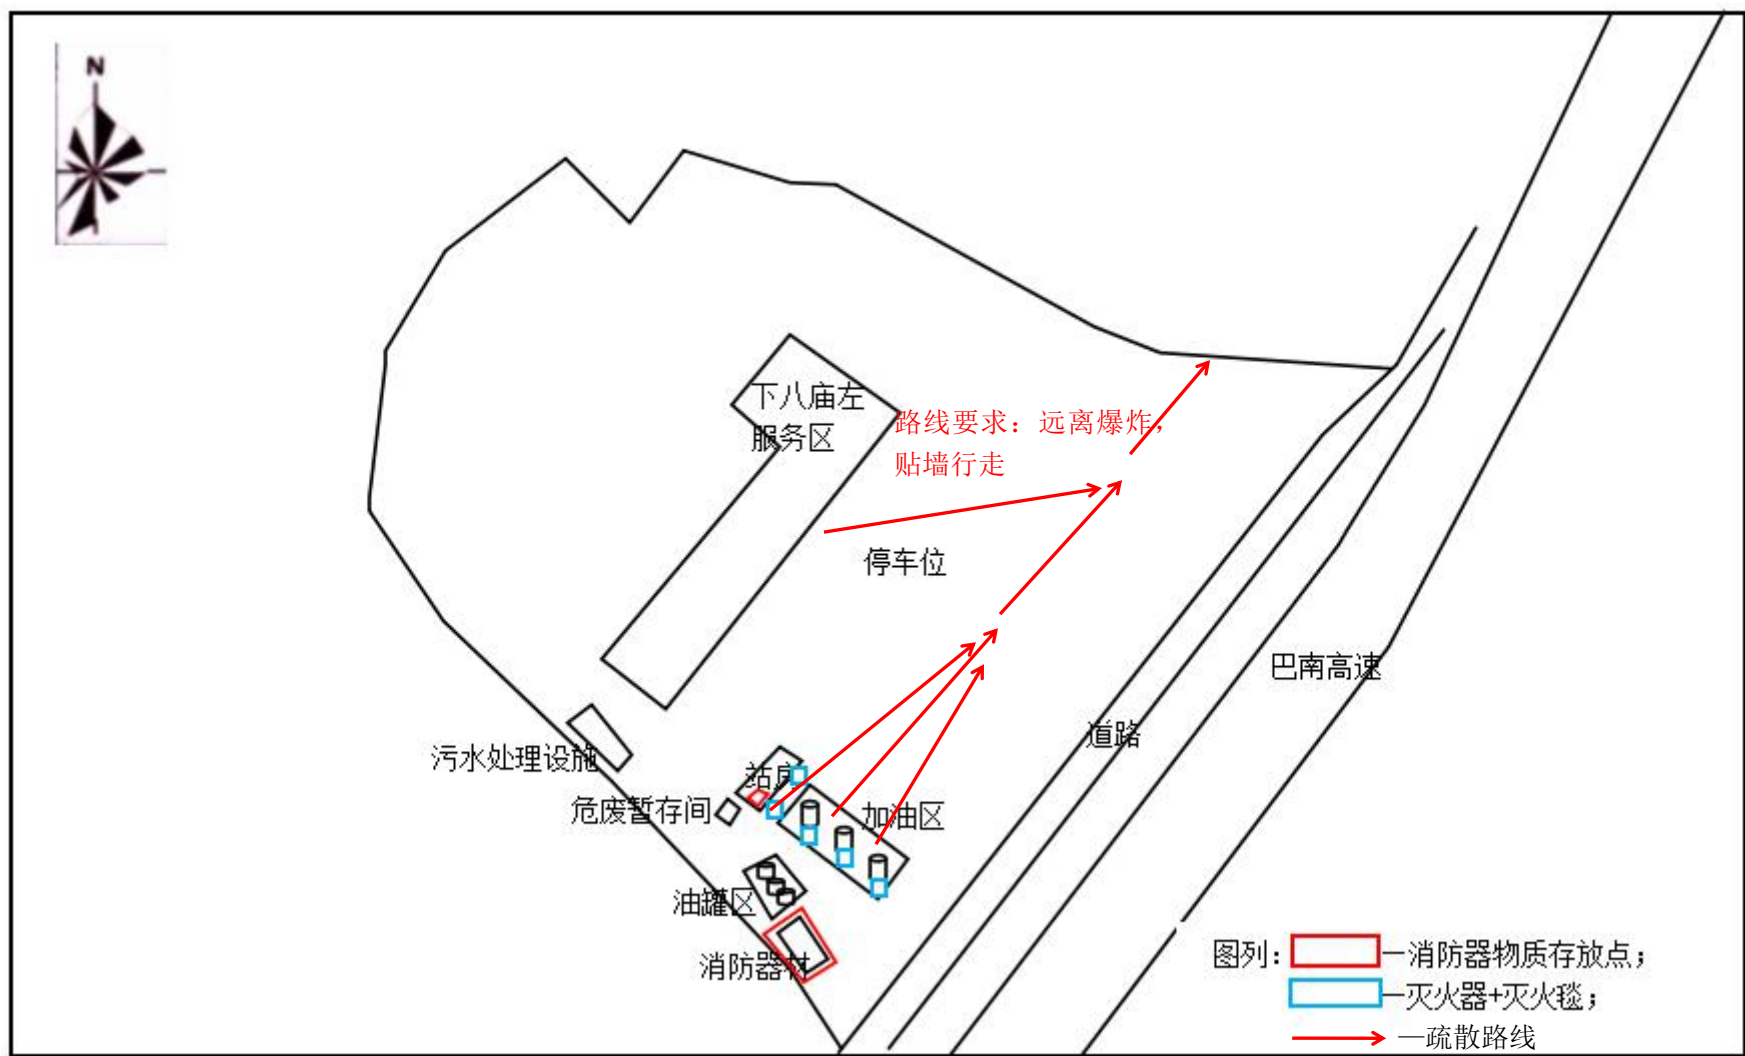 N
下八庙左
服务区
路线要求：远离爆炸，
贴墙行走
停车位
巴南高速
道路
污水处理设施
站房
危废暂存间
加油区
油罐区
消防器材
图列：
—消防器物质存放点；
—灭火器+灭火毯；
—疏散路线